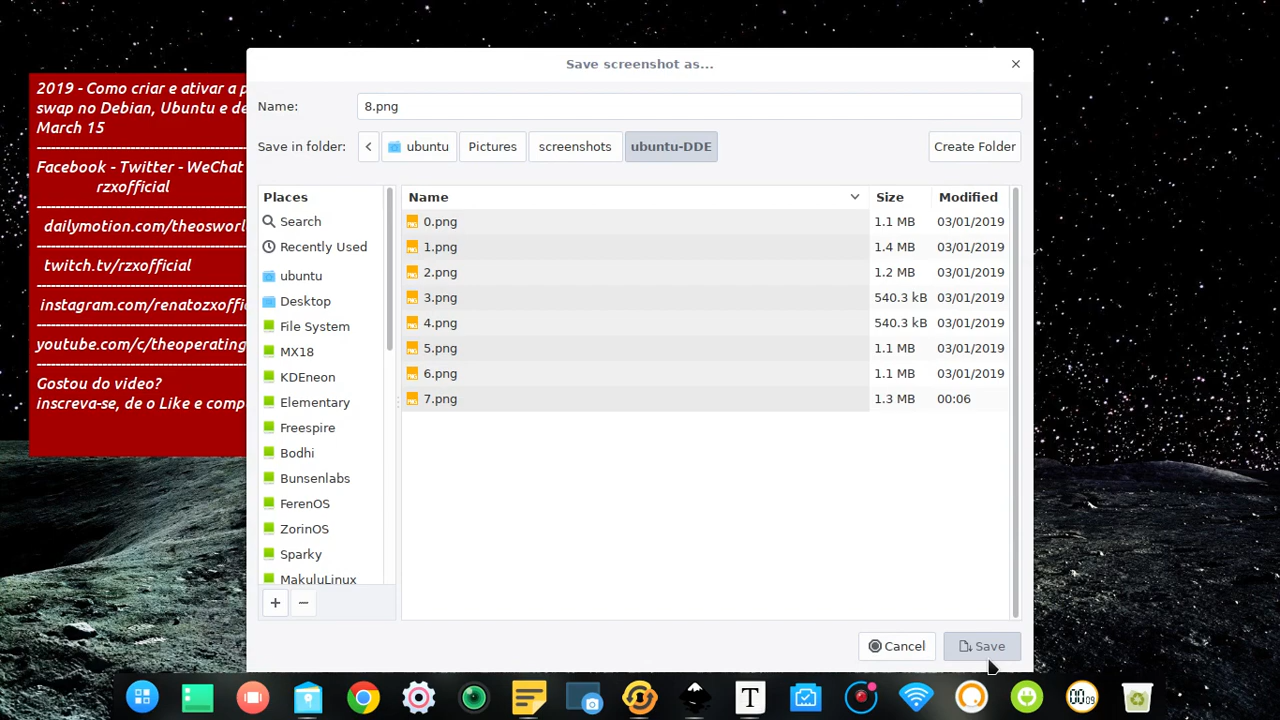 2019 - Como criar e ativar a
swap no Debian, Ubuntu e de
March 15
Facebook - Twitter - WeChat
rzxofficial
dailymotion.com/theosworl
twitch.tv/rzxofficial
instagram.com/renatozxoffi
youtube.com/c/theoperating
Gostou do video?
inscreva-se, de o Like e comp
Save screenshot as...
Name: 8.png
Save in folder: ubuntu Pictures screenshots ubuntu-DDE Create Folder
Places
Search
Recently Used
ubuntu
Desktop
File System
MX18
KDEneon
Elementary
Freespire
Bodhi
Bunsenlabs
FerenOS
ZorinOS
Sparky
MakuluLinux
Name Size Modified
0.png 1.1 MB 03/01/2019
1.png 1.4 MB 03/01/2019
2.png 1.2 MB 03/01/2019
3.png 540.3 kB 03/01/2019
4.png 540.3 kB 03/01/2019
5.png 1.1 MB 03/01/2019
6.png 1.1 MB 03/01/2019
7.png 1.3 MB 00:06
Cancel Save
T
00 09